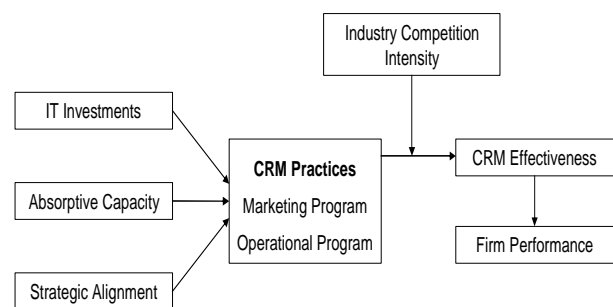 Industry Competition
Intensity
IT Investments
CRM Practices
Marketing Program
Operational Program
CRM Effectiveness
Absorptive Capacity
Firm Performance
Strategic Alignment